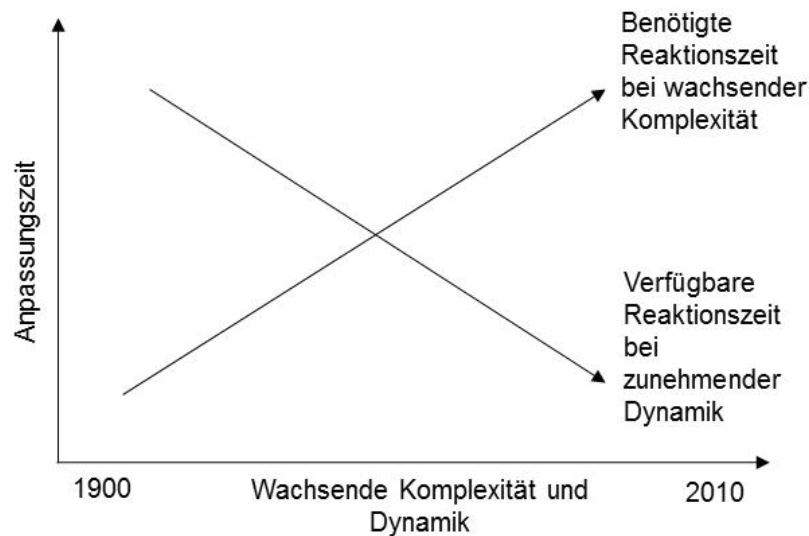 Benötigte
Reaktionszeit
bei wachsender
Komplexität
Anpassungszeit
Verfügbare
Reaktionszeit
bei
zunehmender
Dynamik
1900
Wachsende Komplexität und
Dynamik
2010